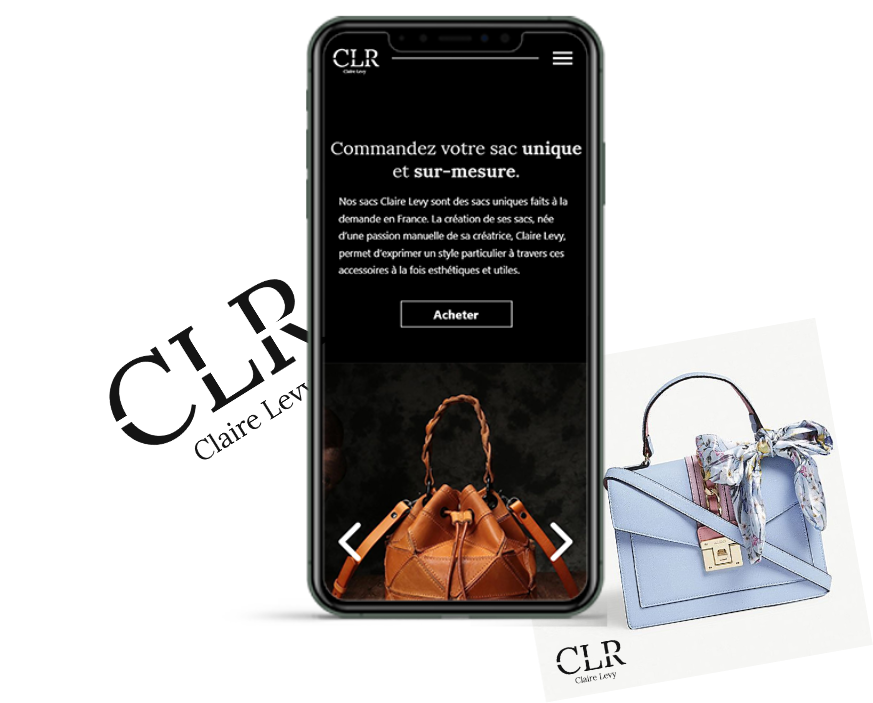 CLR
Claire Levy
Commandez votre sac unique
et sur-mesure.
Nos sacs Claire Levy sont des sacs uniques faits à la
demande en France. La création de ses sacs, née
d'une passion manuelle de sa créatrice, Claire Levy,
permet d'exprimer un style particulier à travers ces
accessoires à la fois esthétiques et utiles.
Acheter
CLR
Claire Levy
CLR
Claire Levy